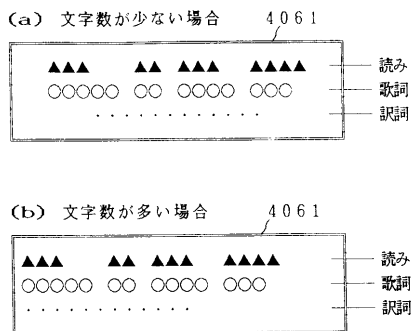 (a) 文字数が少ない場合 4061
▲▲▲ ▲▲ ▲▲▲ ▲▲▲▲ 読み
○○○○○ ○○ ○○○○ ○○○ 歌詞
・・・・・・・・・・・・・ 訳詞
(b) 文字数が多い場合 4061
▲▲▲ ▲▲ ▲▲▲ ▲▲▲▲ 読み
○○○○○ ○○ ○○○○ ○○○ 歌詞
・・・・・・・・・・・・・ 訳詞